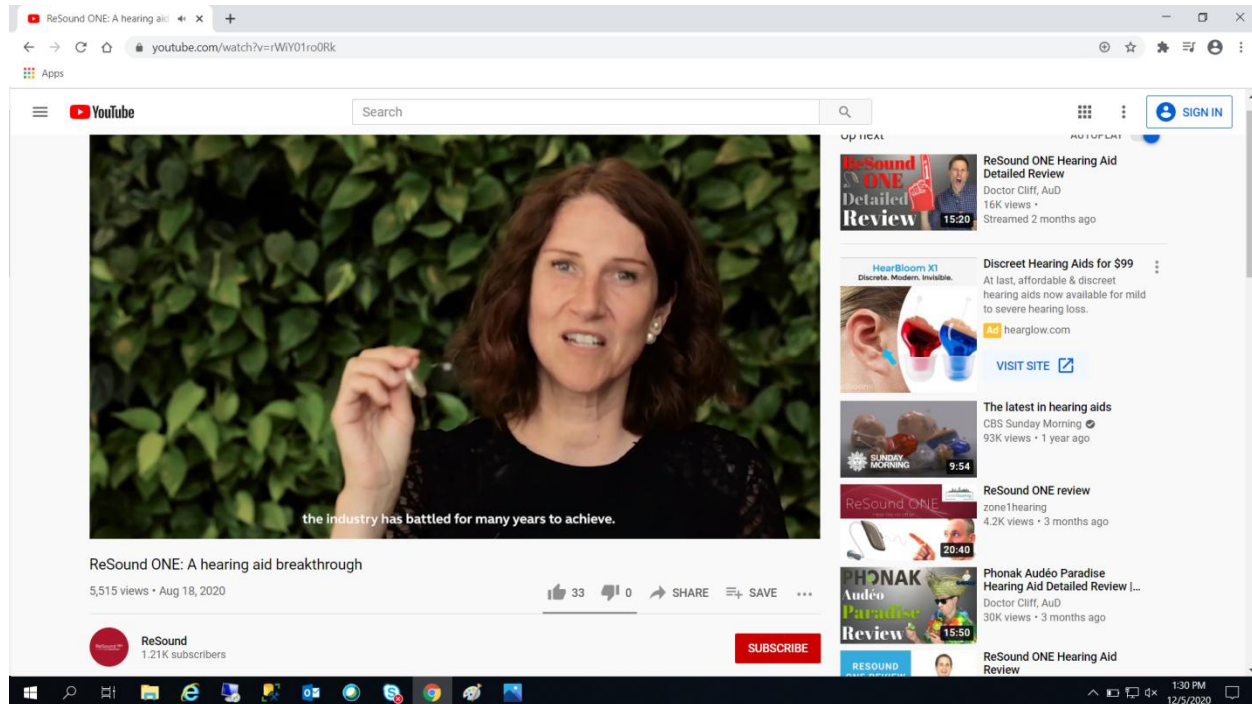 ReSound ONE: A hearing aid
youtube.com/watch?v=rWiY01ro0Rk
Apps
YouTube
Search
SIGN IN
the industry has battled for many years to achieve.
ReSound ONE: A hearing aid breakthrough
5,515 views • Aug 18, 2020
33
0
SHARE
SAVE
ReSound
1.21K subscribers
SUBSCRIBE
Up next
AUTOPLAY
ReSound
ONE
Detailed
Review
15:20
ReSound ONE Hearing Aid
Detailed Review
Doctor Cliff, AuD
16K views •
Streamed 2 months ago
HearBloom X1
Discrete. Modern. Invisible.
Discreet Hearing Aids for $99
At last, affordable & discreet
hearing aids now available for mild
to severe hearing loss.
Ad hearglow.com
VISIT SITE
SUNDAY
MORNING
9:54
The latest in hearing aids
CBS Sunday Morning
93K views • 1 year ago
ReSound ONE
20:40
ReSound ONE review
zone1hearing
4.2K views • 3 months ago
PHONAK
Audéo
Paradise
Review
15:50
Phonak Audéo Paradise
Hearing Aid Detailed Review |...
Doctor Cliff, AuD
30K views • 3 months ago
RESOUND
ONE REVIEW
ReSound ONE Hearing Aid
Review
1:30 PM
12/5/2020